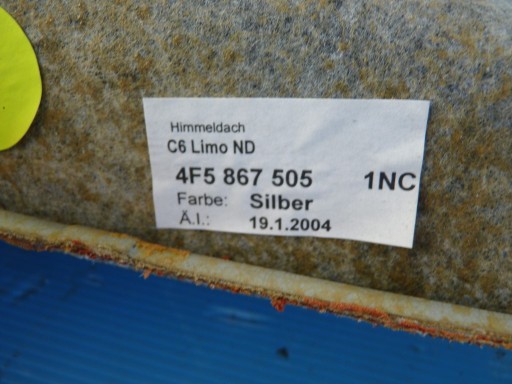 Himmeldach
C6 Limo ND
4F5 867 505 1NC
Farbe: Silber
Ä.I.: 19.1.2004